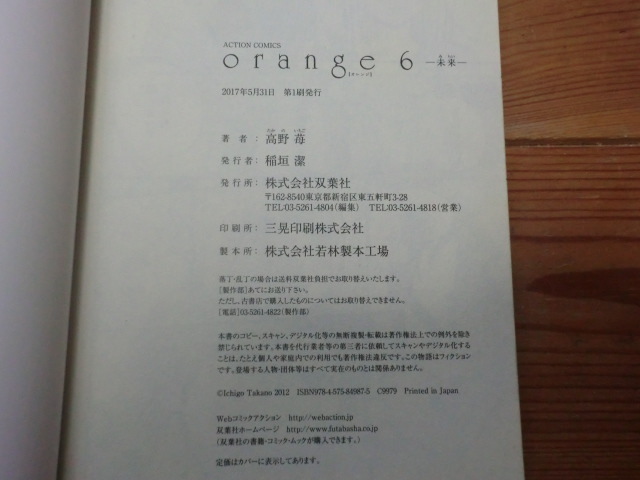 ACTION COMICS
orange 6 ―未来―
[オレンジ]
2017年5月31日 第1刷発行
著者： 高野 苺
発行者： 稲垣 潔
発行所： 株式会社双葉社
〒162-8540東京都新宿区東五軒町3-28
TEL:03-5261-4804(編集) TEL:03-5261-4818(営業)
印刷所： 三晃印刷株式会社
製本所： 株式会社若林製本工場
落丁・乱丁の場合は送料双葉社負担でお取り替えいたします。
[製作部]あてにお送り下さい。
ただし、古書店で購入したものについてはお取り替えできません。
[電話]03-5261-4822(製作部)
本書のコピー、スキャン、デジタル化等の無断複製・転載は著作権法上での例外を除き
禁じられています。本書を代行業者等の第三者に依頼してスキャンやデジタル化する
ことは、たとえ個人や家庭内での利用でも著作権法違反です。この物語はフィクション
です。登場する人物・団体等はすべて実在のものとは関係ありません。
©Ichigo Takano 2012 ISBN978-4-575-84987-5 C9979 Printed in Japan
Webコミックアクション http://webaction.jp
双葉社ホームページ http://www.futabasha.co.jp
(双葉社の書籍・コミック・ムックが購入できます。)
定価はカバーに表示してあります。